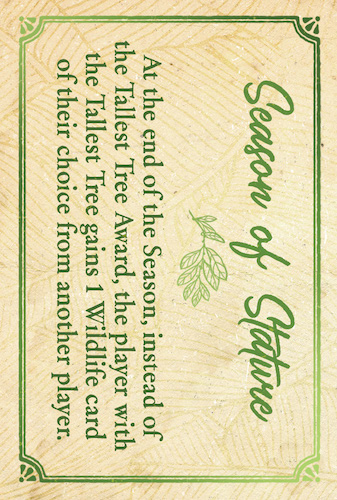 Season of Stature
At the end of the Season, instead of
the Tallest Tree Award, the player with
the Tallest Tree gains 1 Wildlife card
of their choice from another player.